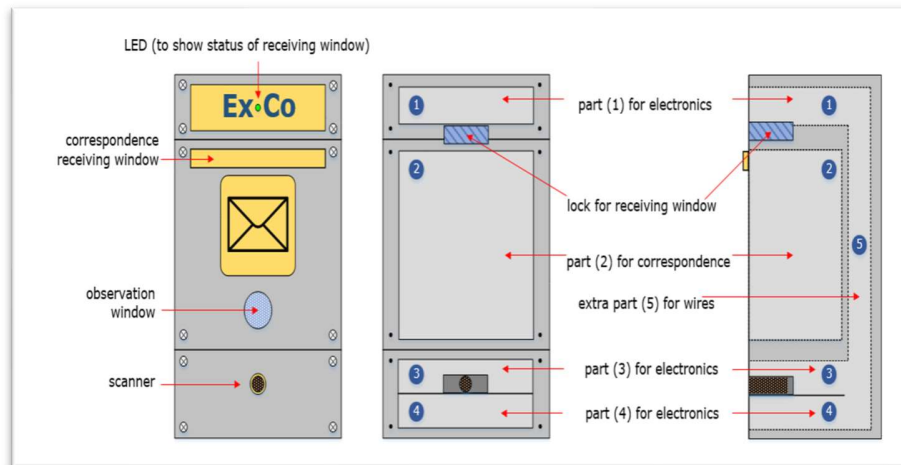 LED (to show status of receiving window)
Ex Co
correspondence
receiving window
observation
window
scanner
1
2
3
4
part (1) for electronics
lock for receiving window
part (2) for correspondence
extra part (5) for wires
part (3) for electronics
part (4) for electronics
1
2
5
3
4